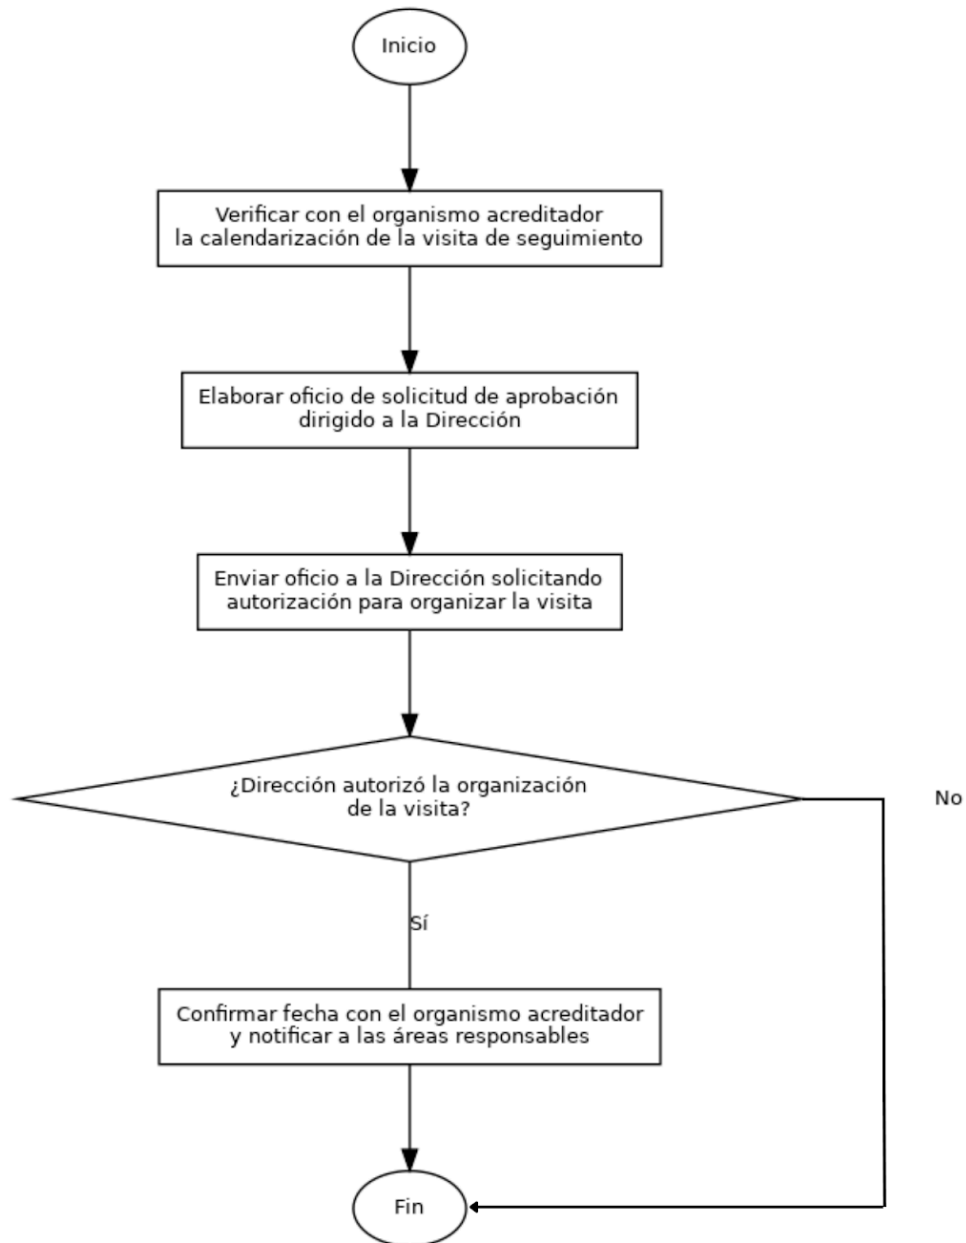 Inicio
Verificar con el organismo acreditador
la calendarización de la visita de seguimiento
Elaborar oficio de solicitud de aprobación
dirigido a la Dirección
Enviar oficio a la Dirección solicitando
autorización para organizar la visita
¿Dirección autorizó la organización
de la visita?
No
Sí
Confirmar fecha con el organismo acreditador
y notificar a las áreas responsables
Fin